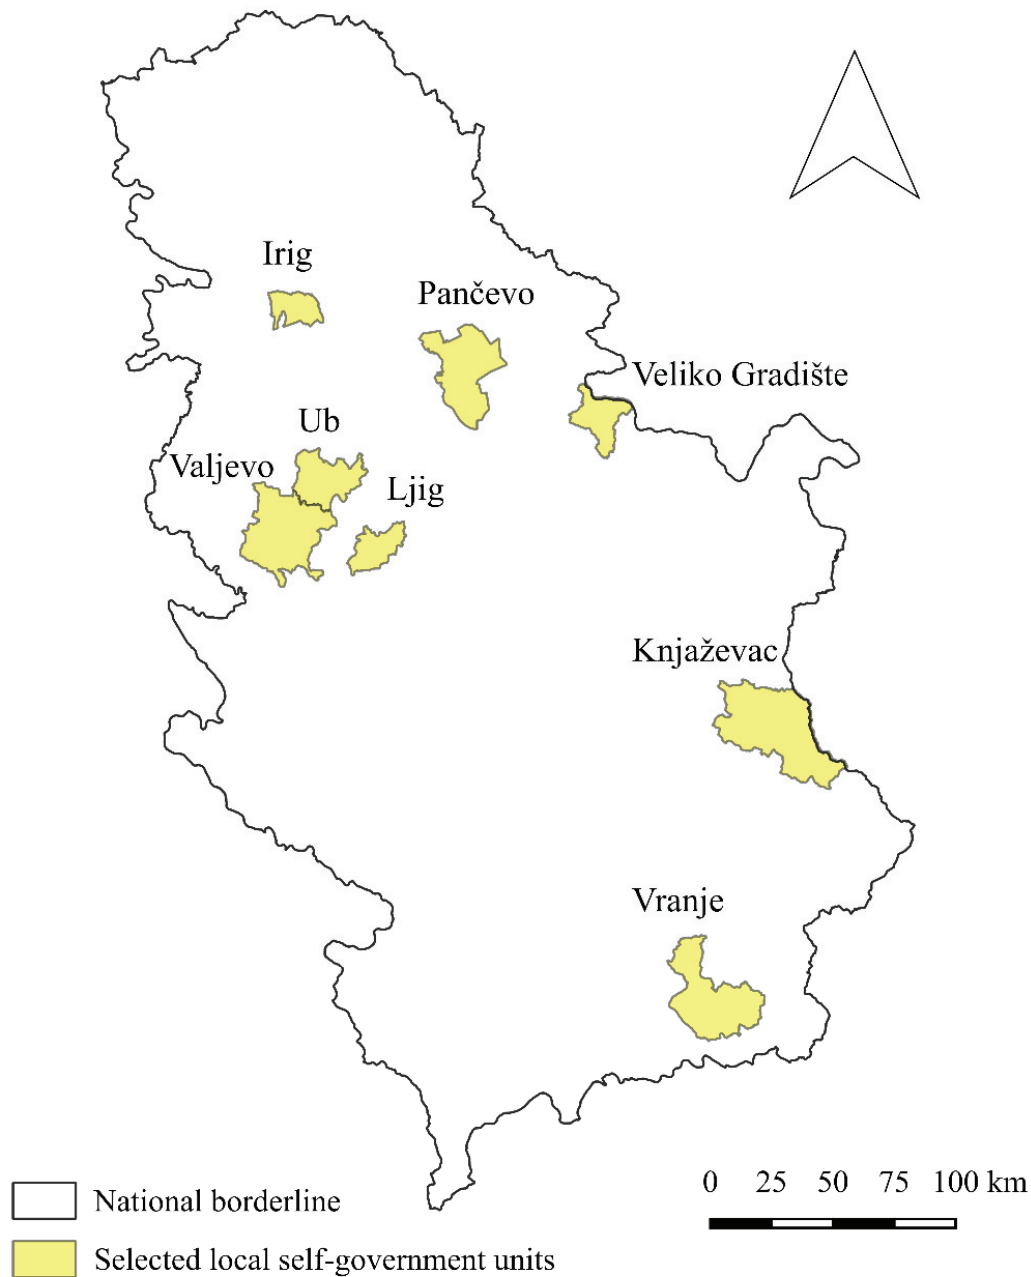 Irig
Pančevo
Veliko Gradište
Ub
Valjevo
Ljig
Knjaževac
Vranje
0 25 50 75 100 km
National borderline
Selected local self-government units